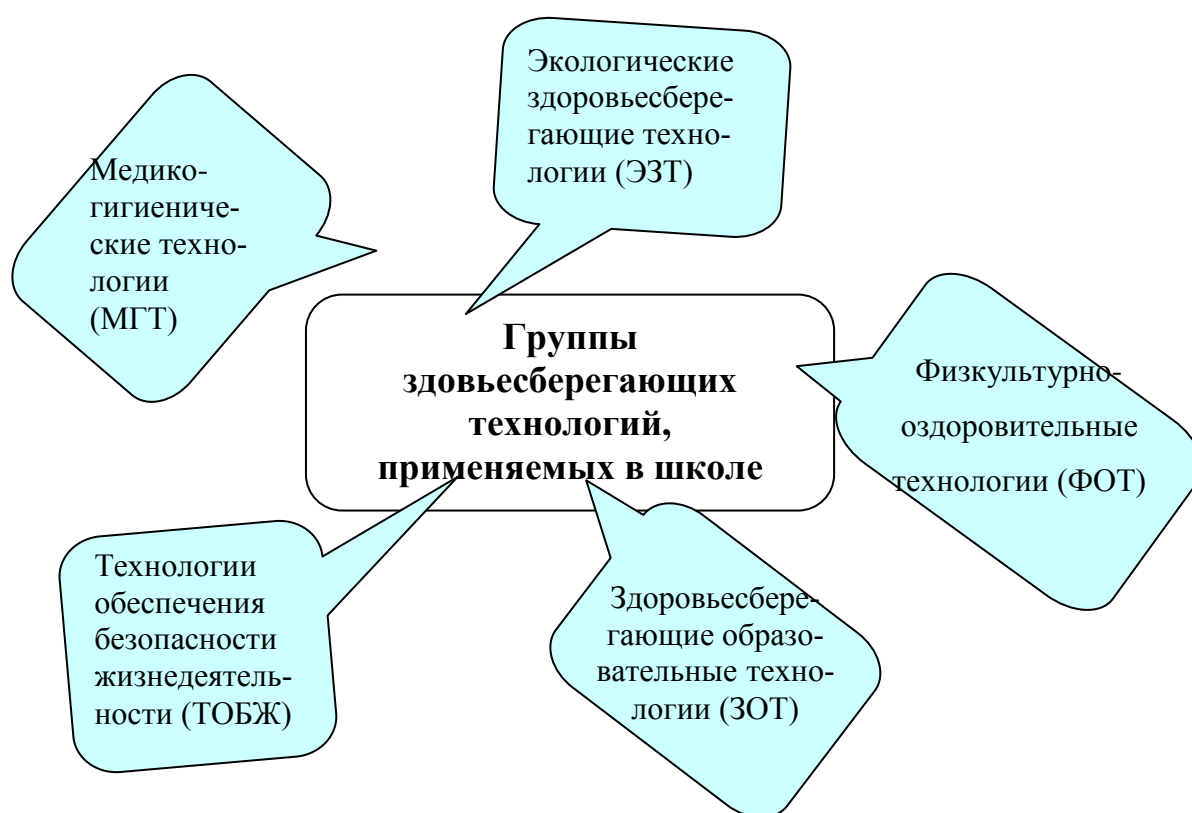 Экологические
здоровьесбере-
гающие техно-
логии (ЭЗТ)
Медико-
гигиениче-
ские техно-
логии
(МГТ)
Группы
здовьесберегающих
технологий,
применяемых в школе
Физкультурно-
оздоровительные
технологии (ФОТ)
Технологии
обеспечения
безопасности
жизнедеятель-
ности (ТОБЖ)
Здоровьесбере-
гающие образо-
вательные техно-
логии (ЗОТ)